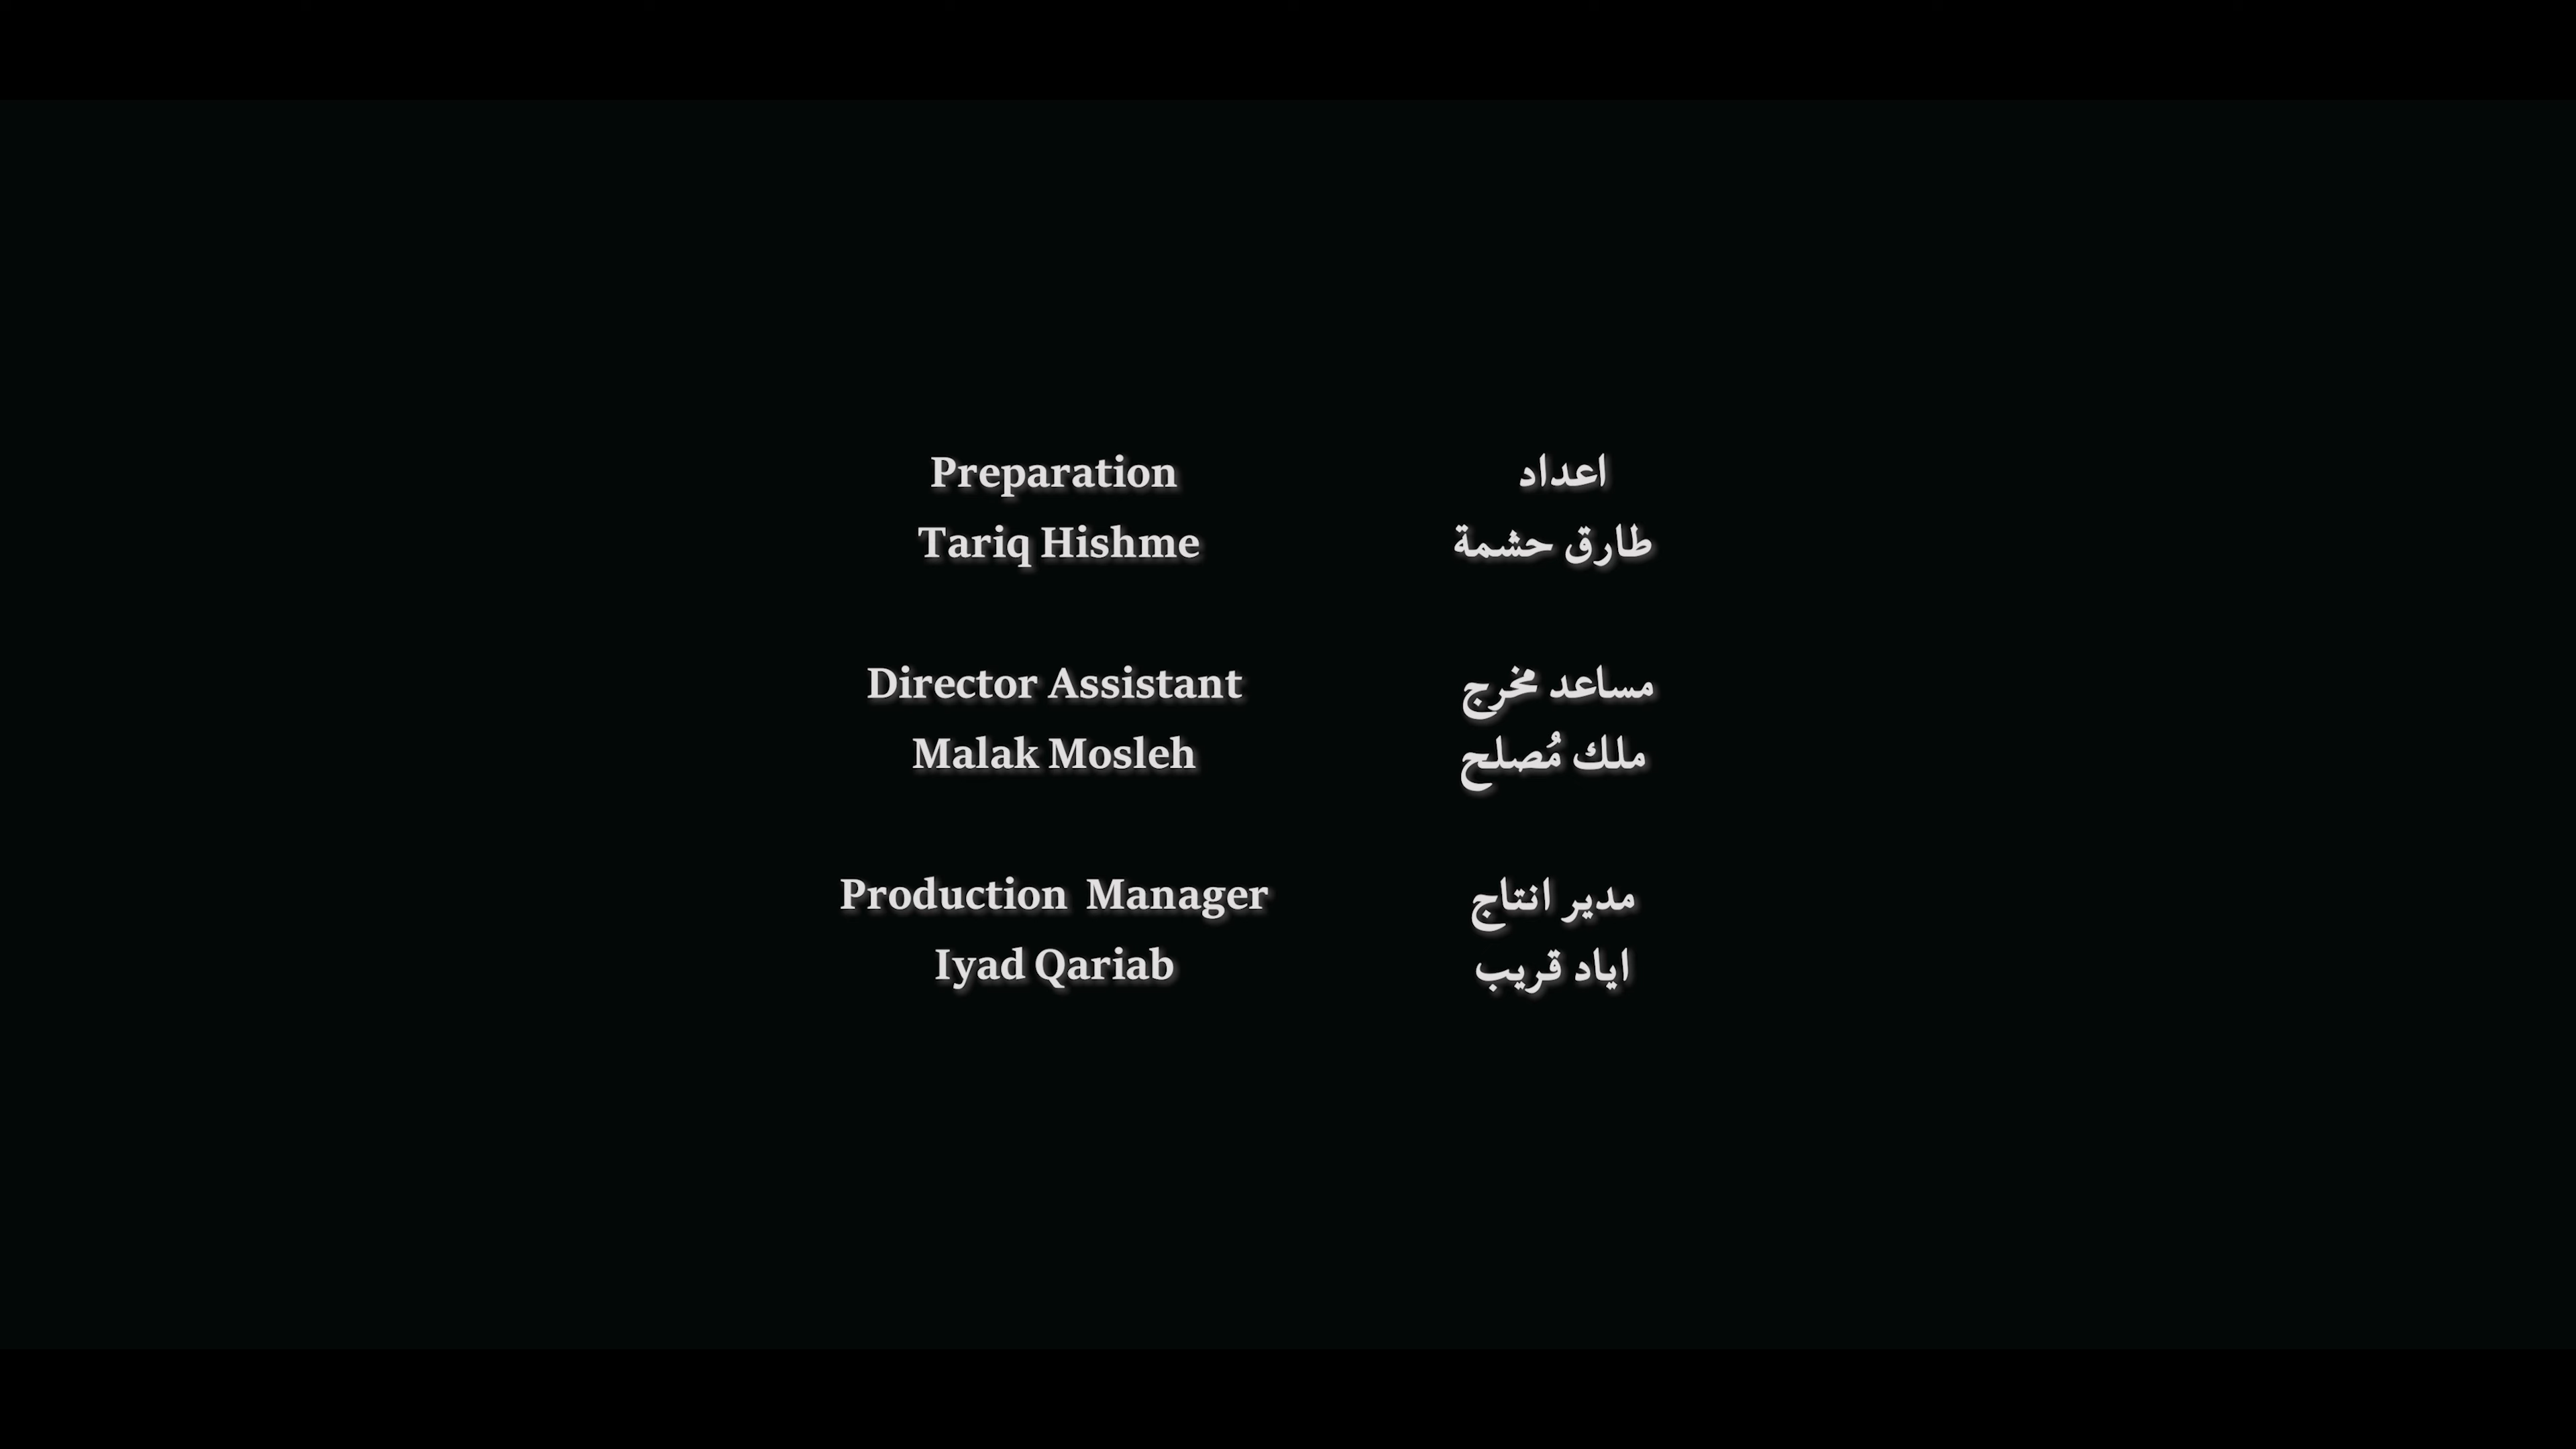 Preparation
اعداد
Tariq Hishme
طارق حشمة
Director Assistant
مساعد مخرج
Malak Mosleh
ملك مُصلح
Production  Manager
مدير انتاج
Iyad Qariab
اياد قريب